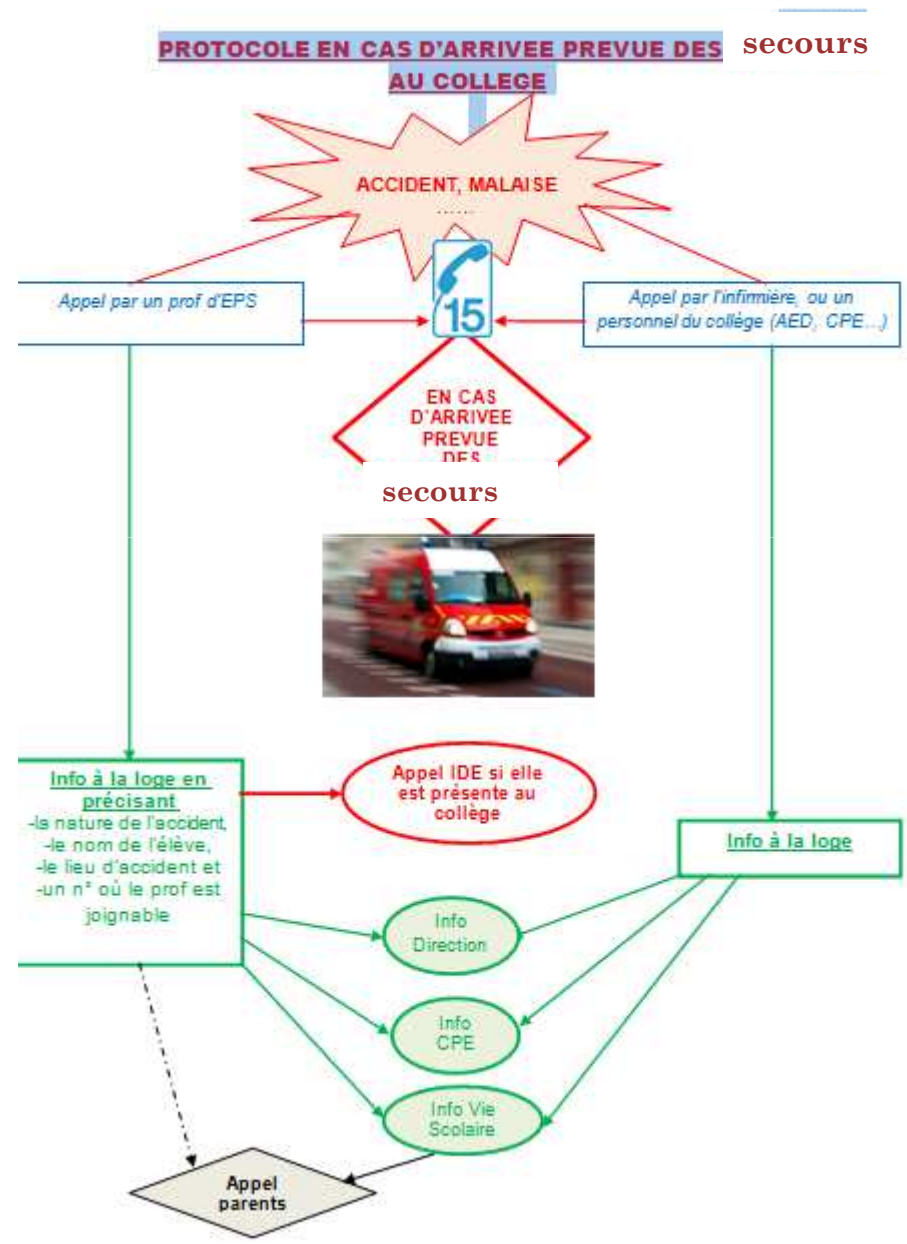 PROTOCOLE EN CAS D'ARRIVEE PREVUE DES secours
AU COLLEGE
ACCIDENT, MALAISE
......
15
Appel par un prof d'EPS
Appel par l'infirmière, ou un
personnel du collège (AED, CPE...)
EN CAS
D'ARRIVEE
PREVUE
DES
secours
Appel IDE si elle
est présente au
collège
Info à la loge en
précisant
-la nature de l'accident,
-le nom de l'élève,
-le lieu d'accident et
-un n° où le prof est
joignable
Info à la loge
Info
Direction
Info
CPE
Info Vie
Scolaire
Appel
parents